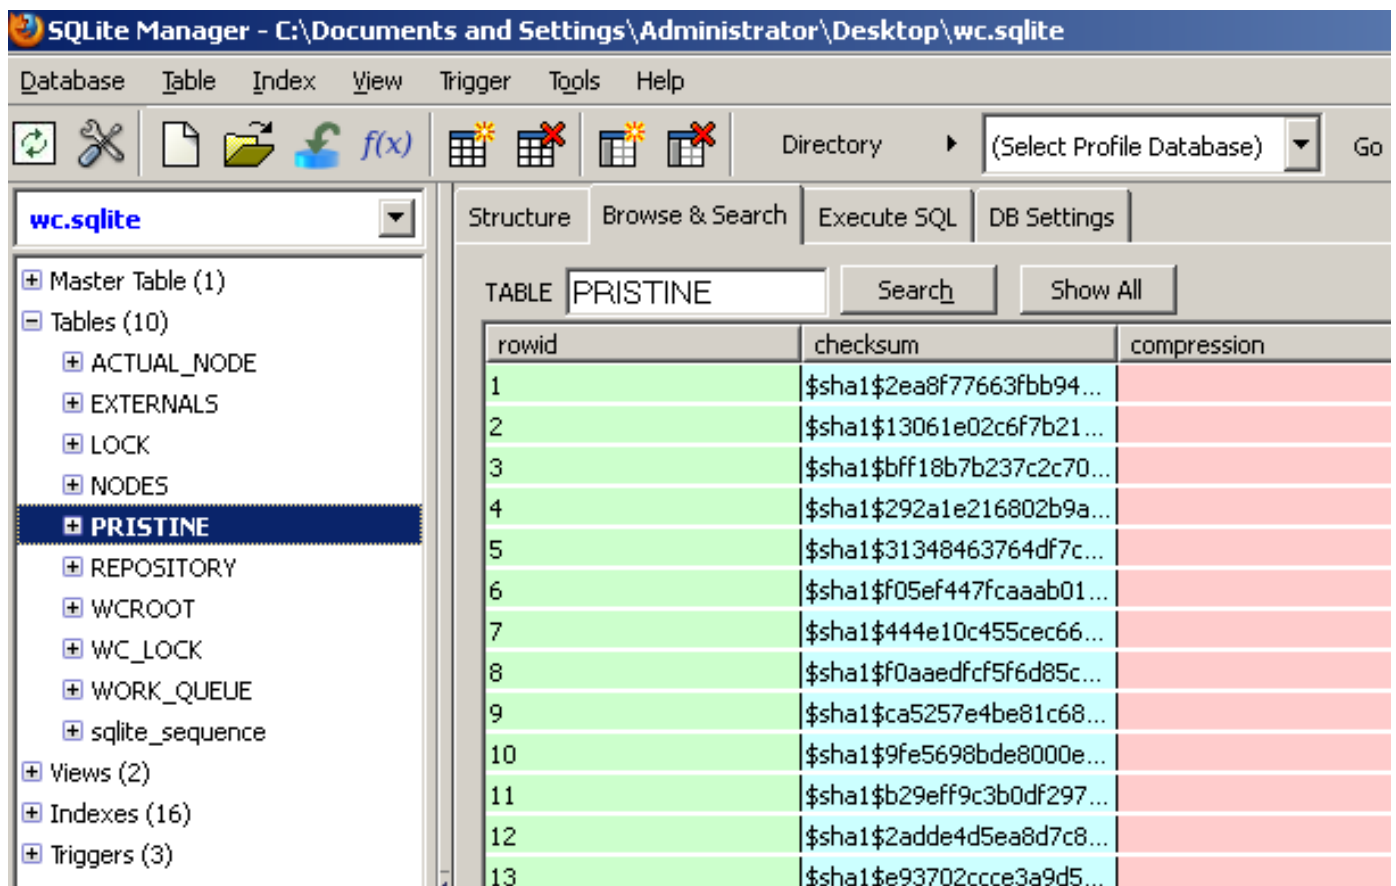 SQLite Manager - C:\Documents and Settings\Administrator\Desktop\wc.sqlite
Database Table Index View Trigger Tools Help
f(x) Directory (Select Profile Database) Go
wc.sqlite
Master Table (1)
Tables (10)
ACTUAL_NODE
EXTERNALS
LOCK
NODES
PRISTINE
REPOSITORY
WCROOT
WC_LOCK
WORK_QUEUE
sqlite_sequence
Views (2)
Indexes (16)
Triggers (3)
Structure Browse & Search Execute SQL DB Settings
TABLE PRISTINE Search Show All
rowid checksum compression
1 $sha1$2ea8f77663fbb94...
2 $sha1$13061e02c6f7b21...
3 $sha1$bff18b7b237c2c70...
4 $sha1$292a1e216802b9a...
5 $sha1$31348463764df7c...
6 $sha1$f05ef447fcaaab01...
7 $sha1$444e10c455cec66...
8 $sha1$f0aaedfcf5f6d85c...
9 $sha1$ca5257e4be81c68...
10 $sha1$9fe5698bde8000e...
11 $sha1$b29eff9c3b0df297...
12 $sha1$2adde4d5ea8d7c8...
13 $sha1$e93702ccce3a9d5...